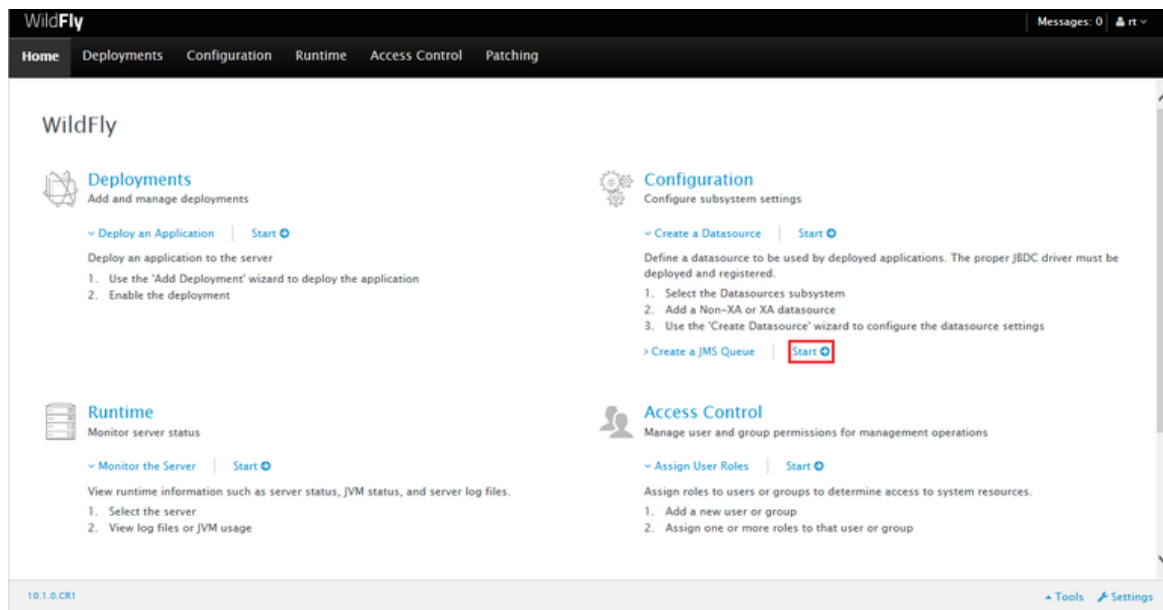 WildFly
Messages: 0 rt
Home Deployments Configuration Runtime Access Control Patching
WildFly
Deployments
Add and manage deployments
Deploy an Application Start
Deploy an application to the server
1. Use the 'Add Deployment' wizard to deploy the application
2. Enable the deployment
Configuration
Configure subsystem settings
Create a Datasource Start
Define a datasource to be used by deployed applications. The proper JBDC driver must be
deployed and registered.
1. Select the Datasources subsystem
2. Add a Non-XA or XA datasource
3. Use the 'Create Datasource' wizard to configure the datasource settings
Create a JMS Queue Start
Runtime
Monitor server status
Monitor the Server Start
View runtime information such as server status, JVM status, and server log files.
1. Select the server
2. View log files or JVM usage
Access Control
Manage user and group permissions for management operations
Assign User Roles Start
Assign roles to users or groups to determine access to system resources.
1. Add a new user or group
2. Assign one or more roles to that user or group
10.1.0.CR1
Tools Settings